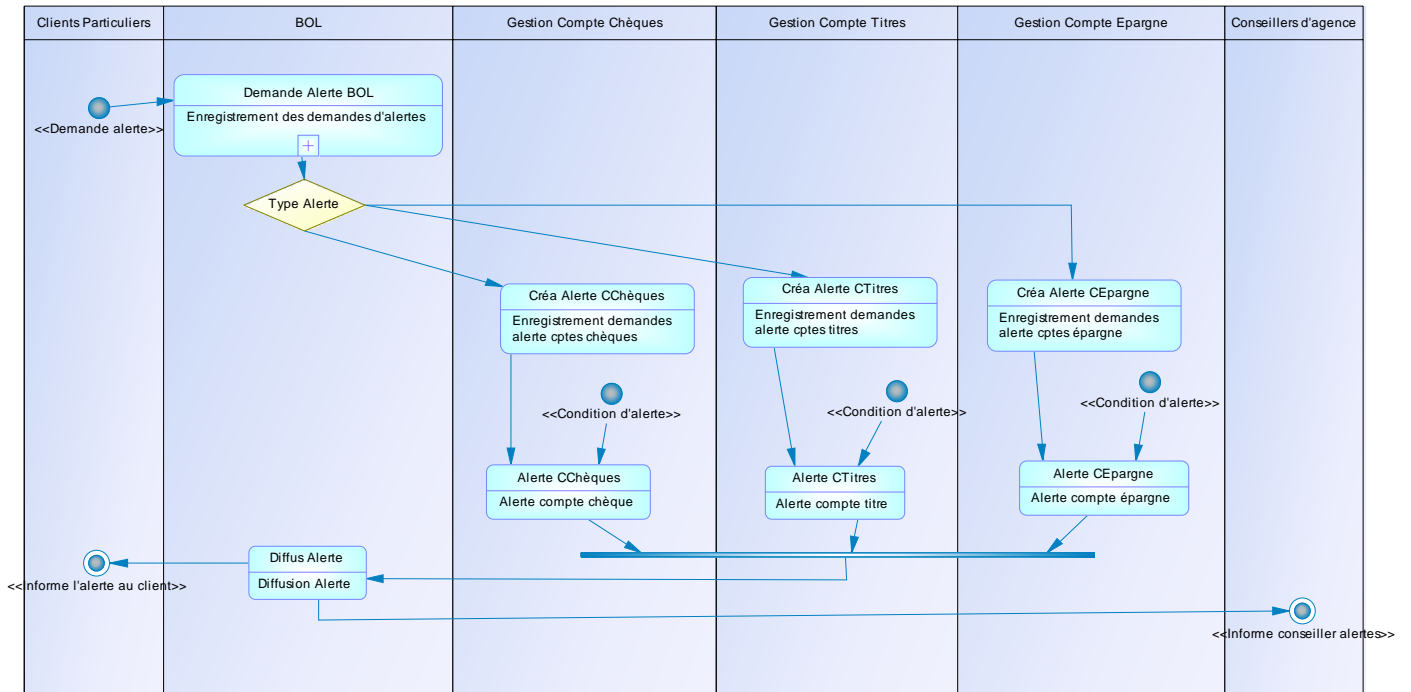 Clients Particuliers
BOL
Gestion Compte Chèques
Gestion Compte Titres
Gestion Compte Epargne
Conseillers d'agence
Demande Alerte BOL
Enregistrement des demandes d'alertes
<<Demande alerte>>
Type Alerte
Créa Alerte CChèques
Enregistrement demandes
alerte cptes chèques
Créa Alerte CTitres
Enregistrement demandes
alerte cptes titres
Créa Alerte CEpargne
Enregistrement demandes
alerte cptes épargne
<<Condition d'alerte>>
<<Condition d'alerte>>
<<Condition d'alerte>>
Alerte CChèques
Alerte compte chèque
Alerte CTitres
Alerte compte titre
Alerte CEpargne
Alerte compte épargne
Diffus Alerte
Diffusion Alerte
<<Informe l'alerte au client>>
<<Informe conseiller alertes>>